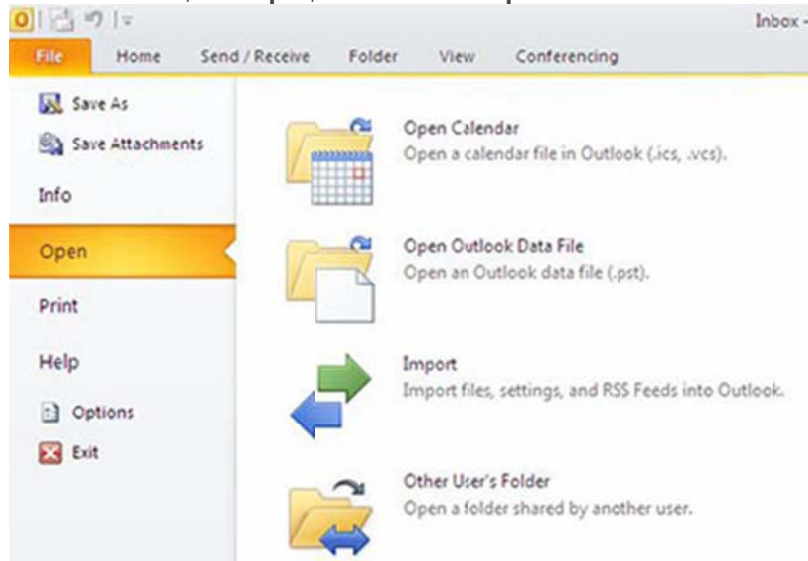 Inbox -
File Home Send / Receive Folder View Conferencing
Save As
Save Attachments
Info
Open
Print
Help
Options
Exit
Open Calendar
Open a calendar file in Outlook (.ics, .vcs).
Open Outlook Data File
Open an Outlook data file (.pst).
Import
Import files, settings, and RSS Feeds into Outlook.
Other User's Folder
Open a folder shared by another user.